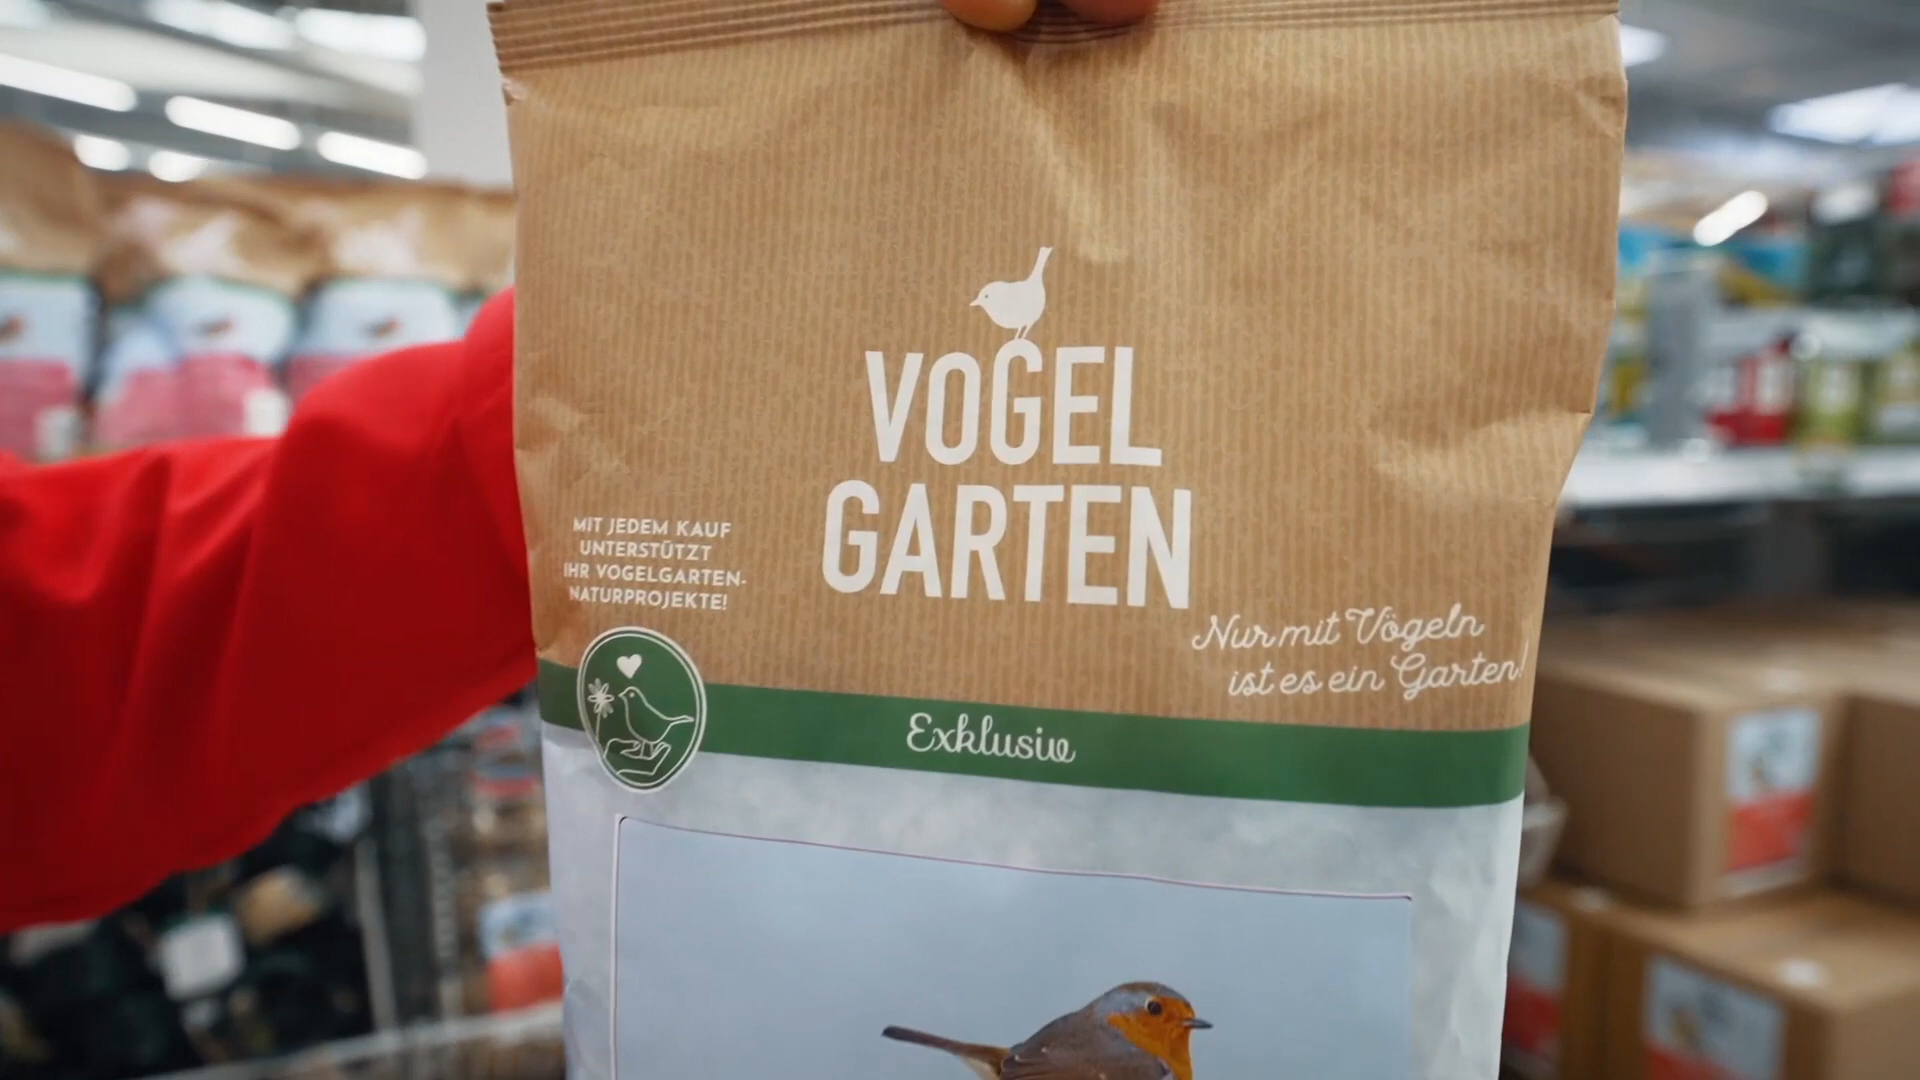 VOGEL
GARTEN
MIT JEDEM KAUF
UNTERSTÜTZT
IHR VOGELGARTEN-
NATURPROJEKTE!
Nur mit Vögeln
ist es ein Garten!
Exklusiv